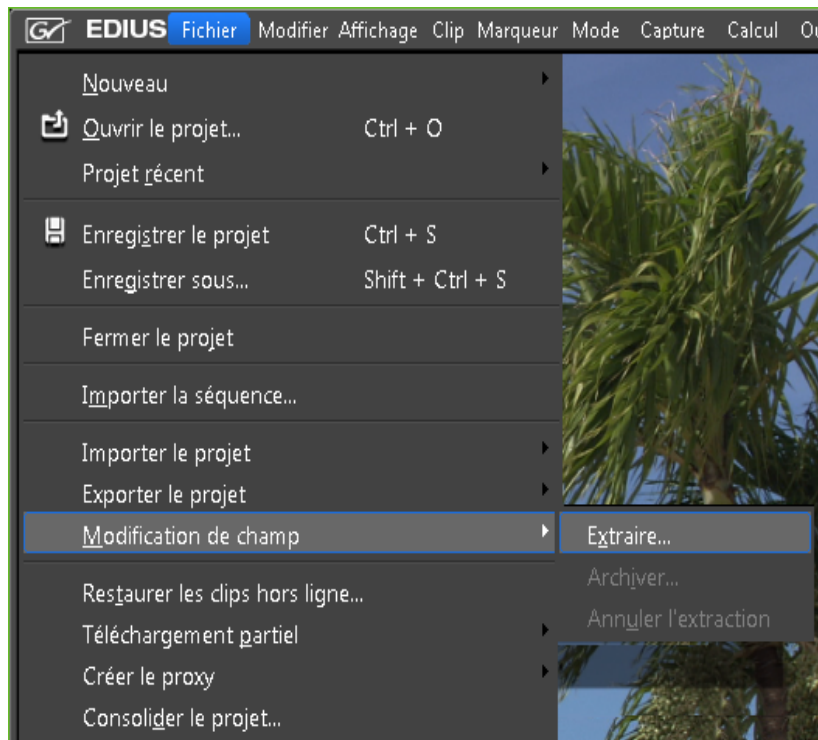 GV EDIUS Fichier Modifier Affichage Clip Marqueur Mode Capture Calcul
Nouveau
Ouvrir le projet... Ctrl + O
Projet récent
Enregistrer le projet Ctrl + S
Enregistrer sous... Shift + Ctrl + S
Fermer le projet
Importer la séquence...
Importer le projet
Exporter le projet
Modification de champ Extraire...
Archiver...
Restaurer les clips hors ligne...
Annuler l'extraction
Téléchargement partiel
Créer le proxy
Consolider le projet...